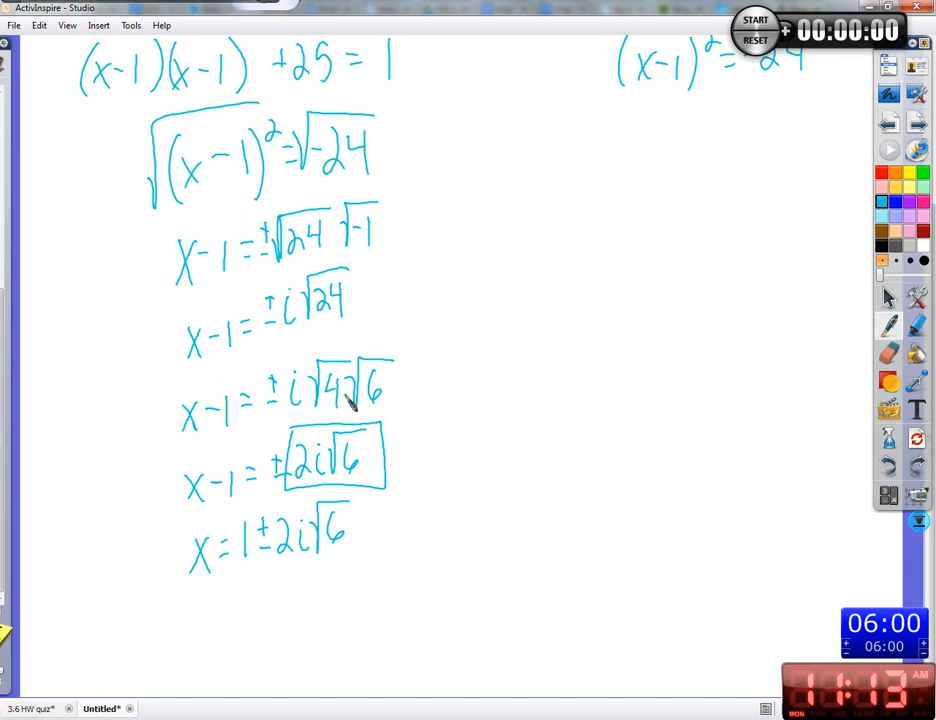 ActivInspire - Studio
File Edit View Insert Tools Help
START
RESET
00:00:00
(x-1)(x-1) +25 = 1
(x-1)² = -24
√(x-1)² = √-24
x-1 = ±√24 √-1
x-1 = ± i√24
x-1 = ± i√4√6
x-1 = ± 2i√6
x = 1 ± 2i√6
06:00
06:00
11:13 AM
MON
3.6 HW quiz*
Untitled*